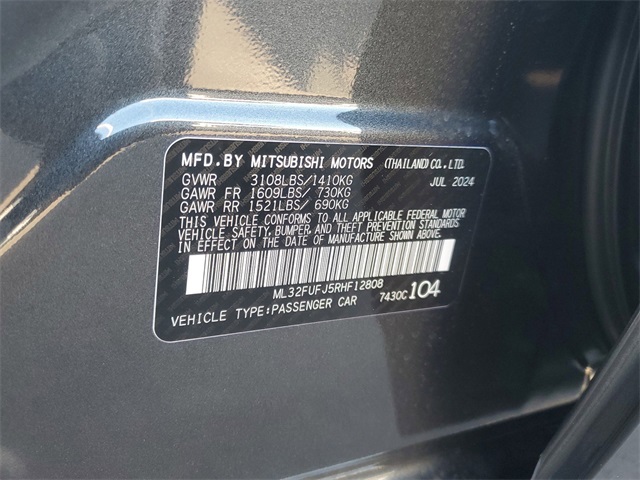 MFD.BY MITSUBISHI MOTORS (THAILAND) CO.,LTD.
GVWR 3108LBS/1410KG JUL 2024
GAWR FR 1609LBS/ 730KG
GAWR RR 1521LBS/ 690KG
THIS VEHICLE CONFORMS TO ALL APPLICABLE FEDERAL MOTOR
VEHICLE SAFETY, BUMPER, AND THEFT PREVENTION STANDARDS
IN EFFECT ON THE DATE OF MANUFACTURE SHOWN ABOVE.
ML32FUFJ5RHF12808
VEHICLE TYPE:PASSENGER CAR 7430C 104